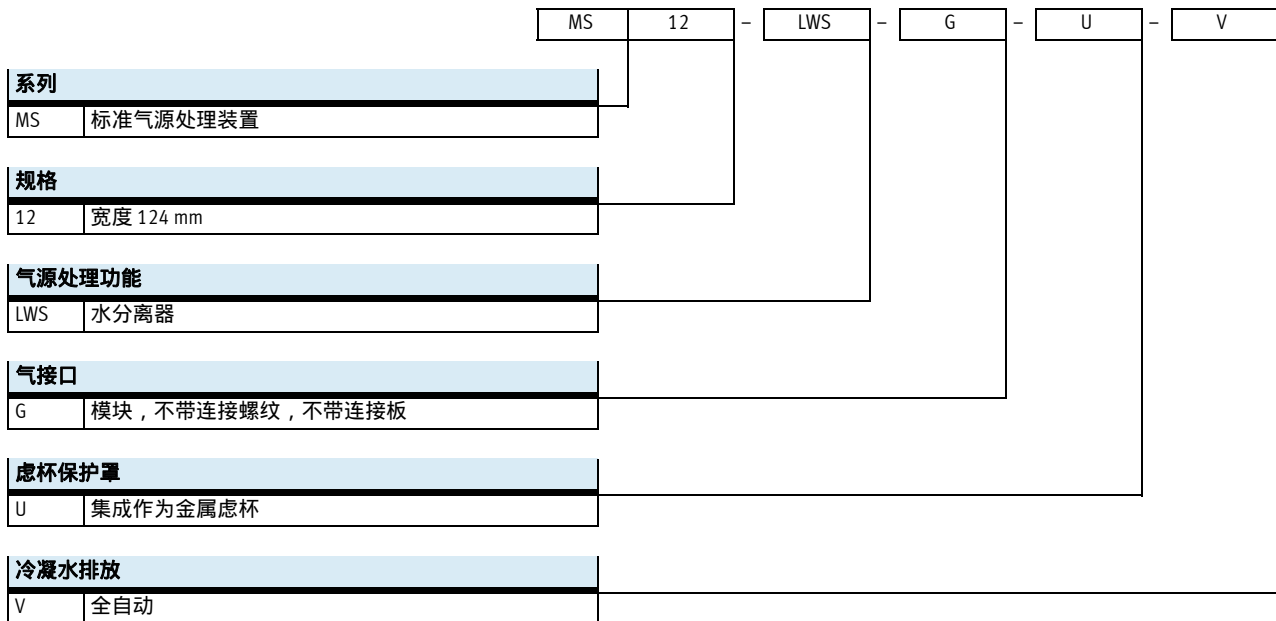 MS 12 – LWS – G – U – V
系列
MS 标准气源处理装置
规格
12 宽度 124 mm
气源处理功能
LWS 水分离器
气接口
G 模块，不带连接螺纹，不带连接板
虑杯保护罩
U 集成作为金属虑杯
冷凝水排放
V 全自动